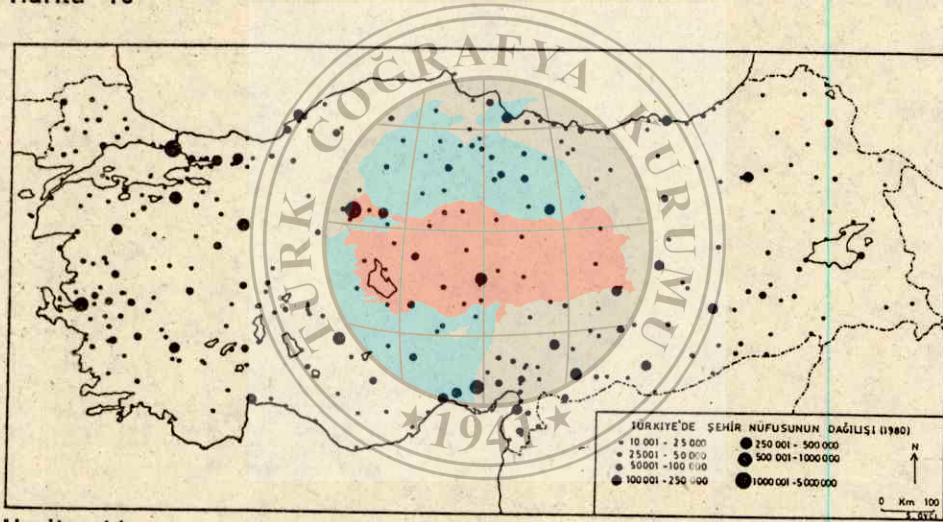 TÜRK COĞRAFYA KURUMU
★ 1941 ★
TÜRKİYE'DE ŞEHİR NÜFUSUNUN DAĞILIŞI (1980)
10 001 - 25 000
25 001 - 50 000
50 001 - 100 000
100 001 - 250 000
250 001 - 500 000
500 001 - 1000 000
1000 001 - 5000 000
N
0 Km 100